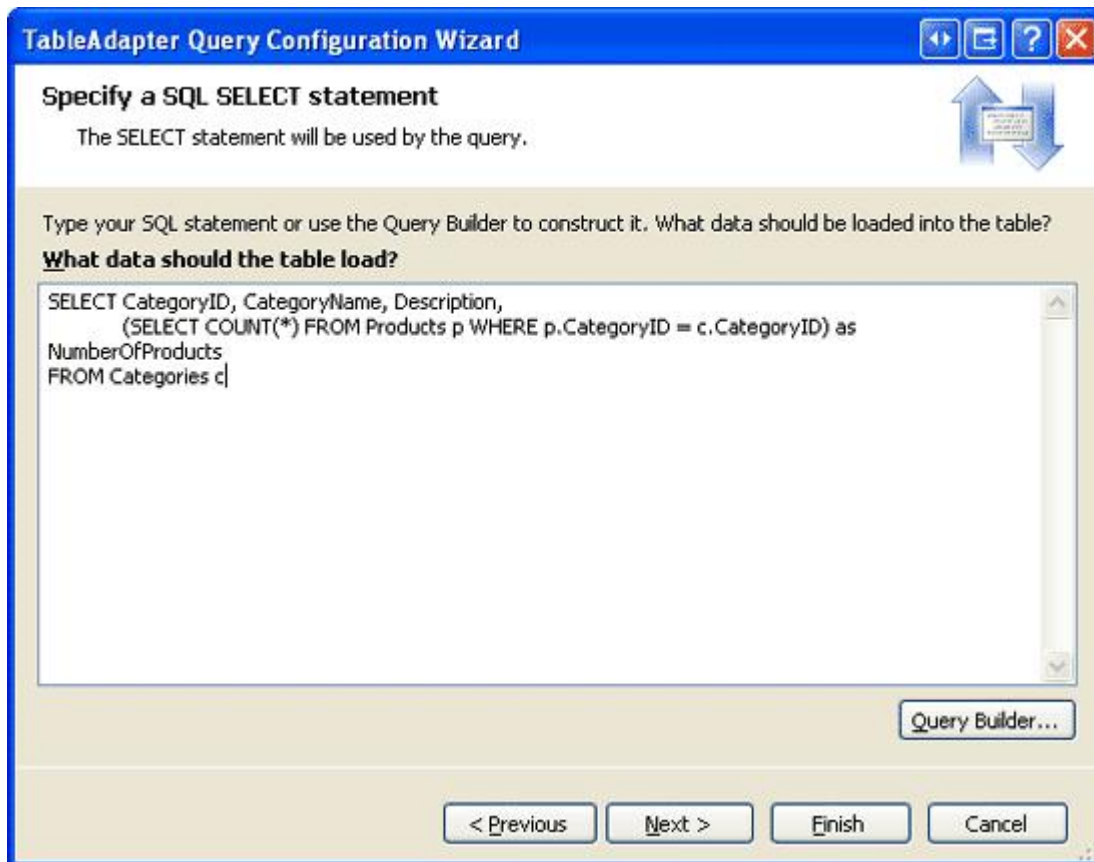 TableAdapter Query Configuration Wizard
Specify a SQL SELECT statement
The SELECT statement will be used by the query.
Type your SQL statement or use the Query Builder to construct it. What data should be loaded into the table?
What data should the table load?
SELECT CategoryID, CategoryName, Description,
(SELECT COUNT(*) FROM Products p WHERE p.CategoryID = c.CategoryID) as
NumberOfProducts
FROM Categories c
Query Builder...
< Previous Next > Finish Cancel